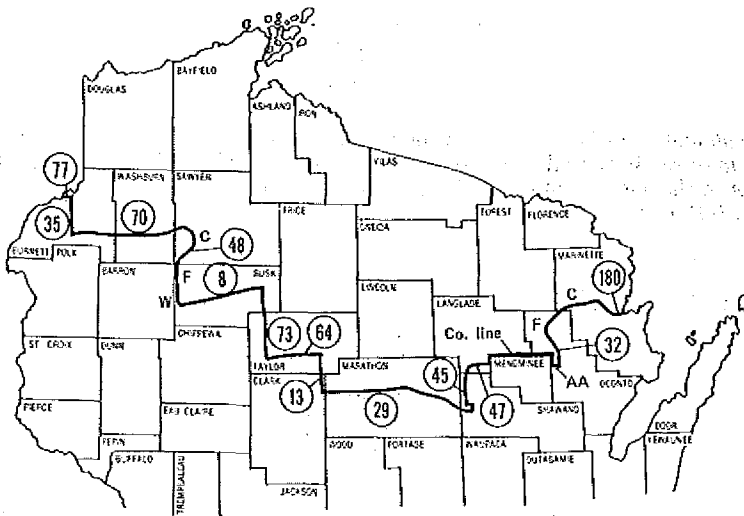 BAYFIELD
DOUGLAS
ASHLAND
IRON
VILAS
77
WASHBURN
SAYWER
FOREST
FLORENCE
35
70
PRICE
ONEIDA
C
48
MARINETTE
BURNETT
POLK
180
BARRON
F
8
RUSK
C
W
LINCOLN
LANGLADE
F
CHIPPEWA
73
64
Co. line
32
ST CROIX
DUNN
TAYLOR
MARATHON
45
MENOMINEE
AA
CLARK
13
OCONTO
PIERCE
29
47
EAU CLAIRE
SHAWANO
DOOR
PEPIN
WOOD
PORTAGE
WAUPACA
KEWAUNEE
BUFFALO
TREMPEALEAU
OUTAGAMIE
JACKSON